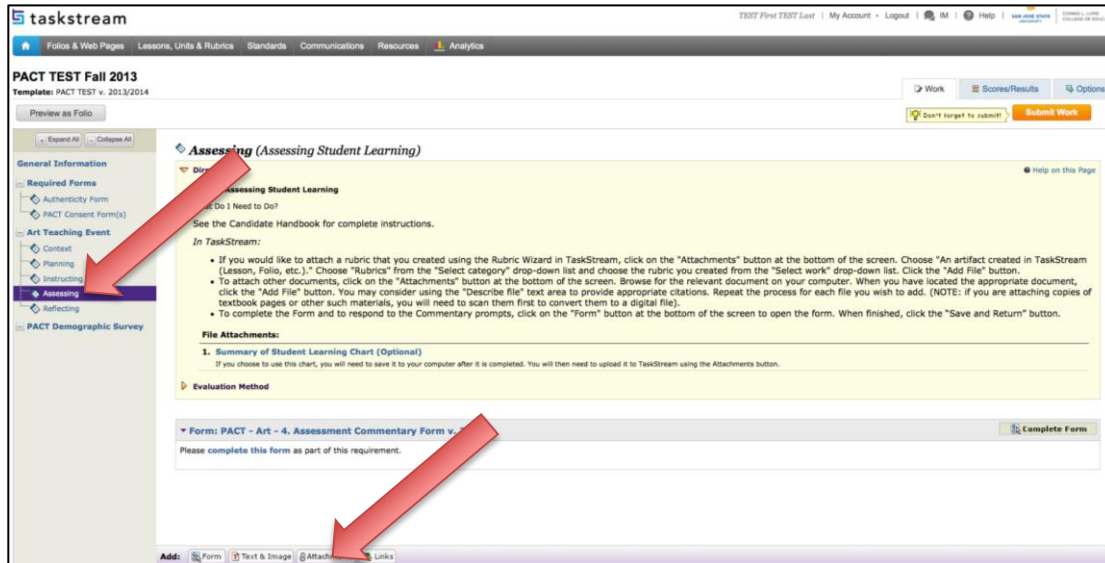 taskstream
TEST First TEST Last | My Account | Logout | IM | Help | SAN JOSÉ STATE UNIVERSITY
Folios & Web Pages Lessons, Units & Rubrics Standards Communications Resources Analytics
PACT TEST Fall 2013
Template: PACT TEST v. 2013/2014
Work Scores/Results Options
Preview as Folio
Don't forget to submit! Submit Work
Expand All Collapse All
General Information
Required Forms
Authenticity Form
PACT Consent Form(s)
Art Teaching Event
Context
Planning
Instructing
Assessing
Reflecting
PACT Demographic Survey
Assessing (Assessing Student Learning)
Help on this Page
Assessing Student Learning
Do I Need to Do?
See the Candidate Handbook for complete instructions.
In TaskStream:
• If you would like to attach a rubric that you created using the Rubric Wizard in TaskStream, click on the "Attachments" button at the bottom of the screen. Choose "An artifact created in TaskStream
(Lesson, Folio, etc.)." Choose "Rubrics" from the "Select category" drop-down list and choose the rubric you created from the "Select work" drop-down list. Click the "Add File" button.
• To attach other documents, click on the "Attachments" button at the bottom of the screen. Browse for the relevant document on your computer. When you have located the appropriate document,
click the "Add File" button. You may consider using the "Describe file" text area to provide appropriate citations. Repeat the process for each file you wish to add. (NOTE: if you are attaching copies of
textbook pages or other such materials, you will need to scan them first to convert them to a digital file).
• To complete the Form and to respond to the Commentary prompts, click on the "Form" button at the bottom of the screen to open the form. When finished, click the "Save and Return" button.
File Attachments:
1. Summary of Student Learning Chart (Optional)
If you choose to use this chart, you will need to save it to your computer after it is completed. You will then need to upload it to TaskStream using the Attachments button.
Evaluation Method
Form: PACT - Art - 4. Assessment Commentary Form v.
Complete Form
Please complete this form as part of this requirement.
Add: Form Text & Image Links